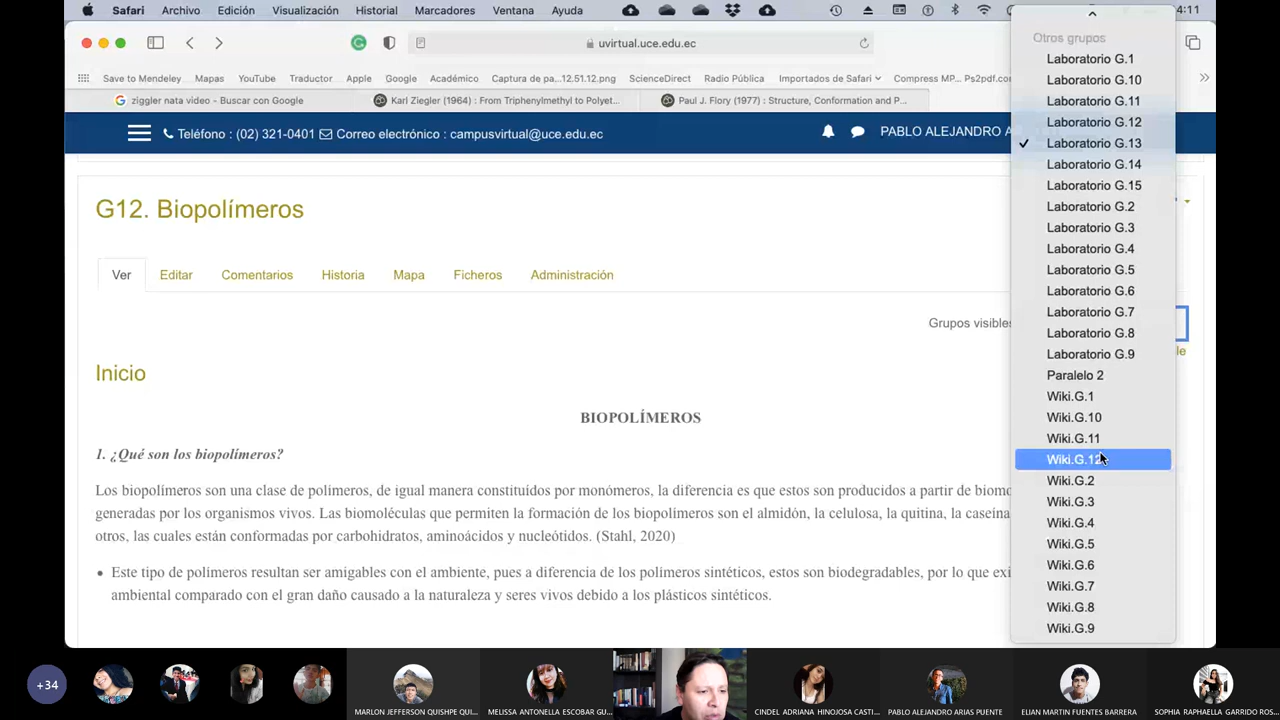 Safari Archivo Edición Visualización Historial Marcadores Ventana Ayuda 4:11
uvirtual.uce.edu.ec
Save to Mendeley Mapas YouTube Traductor Apple Google Académico Captura de pa...12.51.12.png ScienceDirect Radio Pública Importados de Safari Compress MP... Ps2pdf.com
ziggler nata video - Buscar con Google Karl Ziegler (1964) : From Triphenylmethyl to Polyet... Paul J. Flory (1977) : Structure, Conformation and P...
Teléfono : (02) 321-0401 Correo electrónico : campusvirtual@uce.edu.ec PABLO ALEJANDRO
G12. Biopolímeros
Ver Editar Comentarios Historia Mapa Ficheros Administración
Grupos visibles
Inicio
BIOPOLÍMEROS
1. ¿Qué son los biopolímeros?
Los biopolímeros son una clase de polímeros, de igual manera constituídos por monómeros, la diferencia es que estos son producidos a partir de
generadas por los organismos vivos. Las biomoléculas que permiten la formación de los biopolímeros son el almidón, la celulosa, la quitina, la caseína
otros, las cuales están conformadas por carbohidratos, aminoácidos y nucleótidos. (Stahl, 2020)
• Este tipo de polímeros resultan ser amigables con el ambiente, pues a diferencia de los polímeros sintéticos, estos son biodegradables, por lo que
ambiental comparado con el gran daño causado a la naturaleza y seres vivos debido a los plásticos sintéticos.
Otros grupos
Laboratorio G.1
Laboratorio G.10
Laboratorio G.11
Laboratorio G.12
✓ Laboratorio G.13
Laboratorio G.14
Laboratorio G.15
Laboratorio G.2
Laboratorio G.3
Laboratorio G.4
Laboratorio G.5
Laboratorio G.6
Laboratorio G.7
Laboratorio G.8
Laboratorio G.9
Paralelo 2
Wiki.G.1
Wiki.G.10
Wiki.G.11
Wiki.G.12
Wiki.G.2
Wiki.G.3
Wiki.G.4
Wiki.G.5
Wiki.G.6
Wiki.G.7
Wiki.G.8
Wiki.G.9
+34
MARLON JEFFERSON QUISHPE QUI... MELISSA ANTONELLA ESCOBAR GU... CINDEL ADRIANA HINOJOSA CASTI... PABLO ALEJANDRO ARIAS PUENTE ELIAN MARTIN FUENTES BARRERA SOPHIA RAPHAELLA GARRIDO ROS...